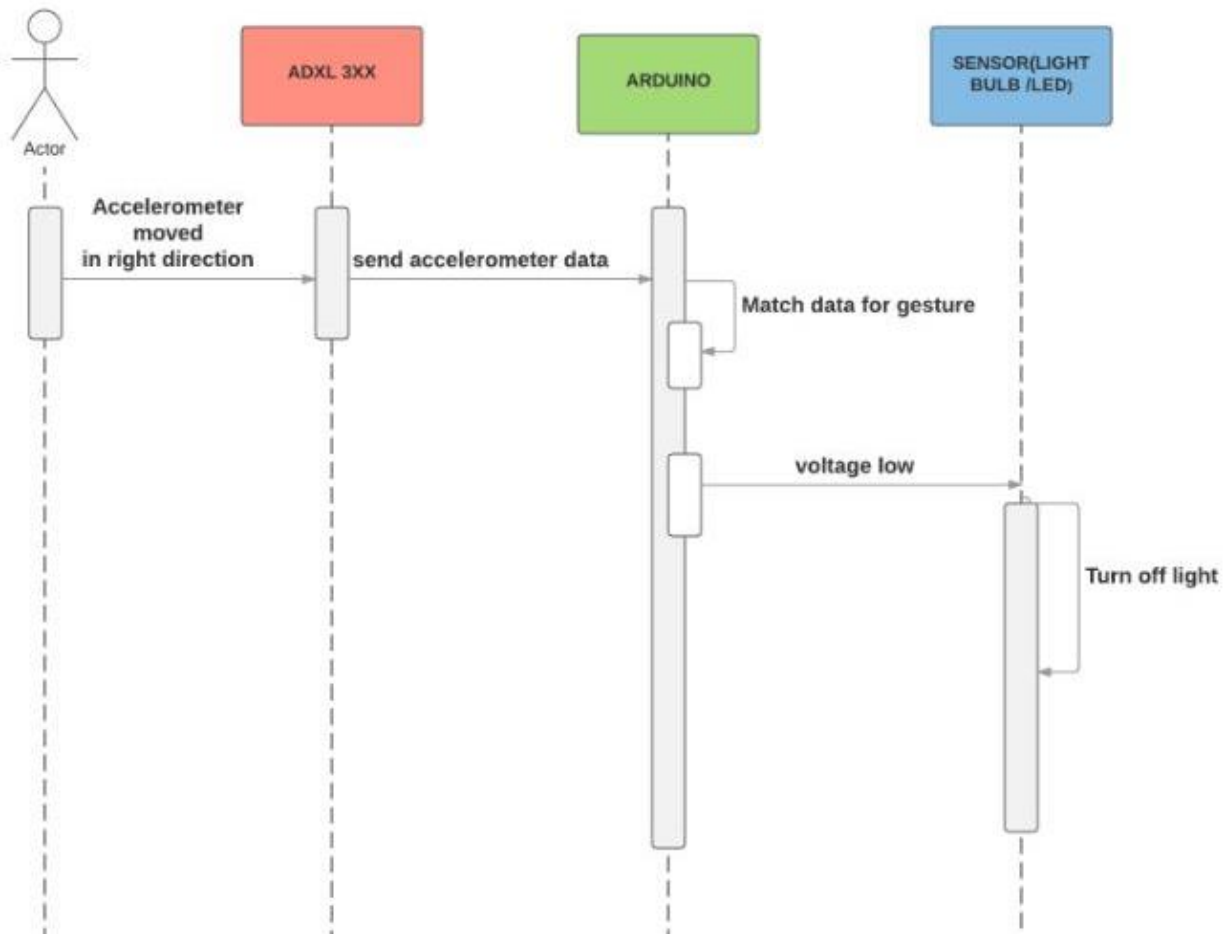 ADXL 3XX
ARDUINO
SENSOR(LIGHT
BULB /LED)
Actor
Accelerometer
moved
in right direction
send accelerometer data
Match data for gesture
voltage low
Turn off light